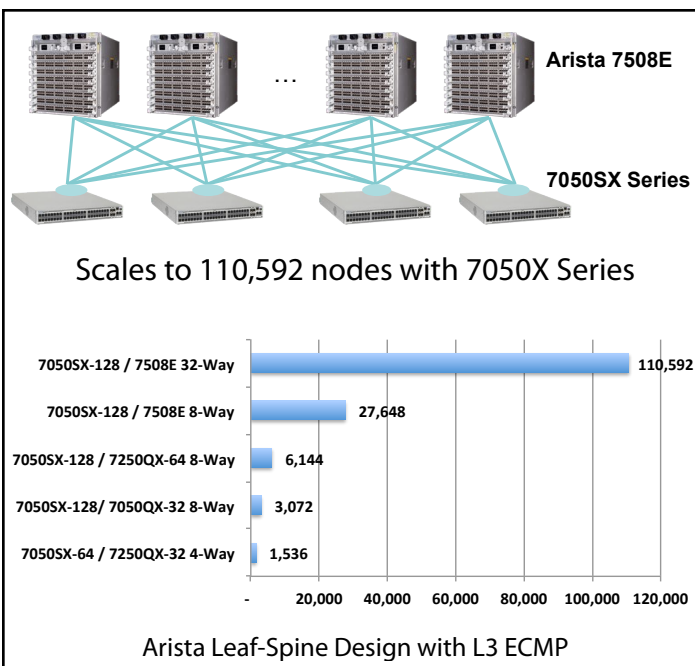 Arista 7508E
...
7050SX Series
Scales to 110,592 nodes with 7050X Series
7050SX-128 / 7508E 32-Way
110,592
7050SX-128 / 7508E 8-Way
27,648
7050SX-128 / 7250QX-64 8-Way
6,144
7050SX-128/ 7050QX-32 8-Way
3,072
7050SX-64 / 7250QX-32 4-Way
1,536
- 20,000 40,000 60,000 80,000 100,000 120,000
Arista Leaf-Spine Design with L3 ECMP